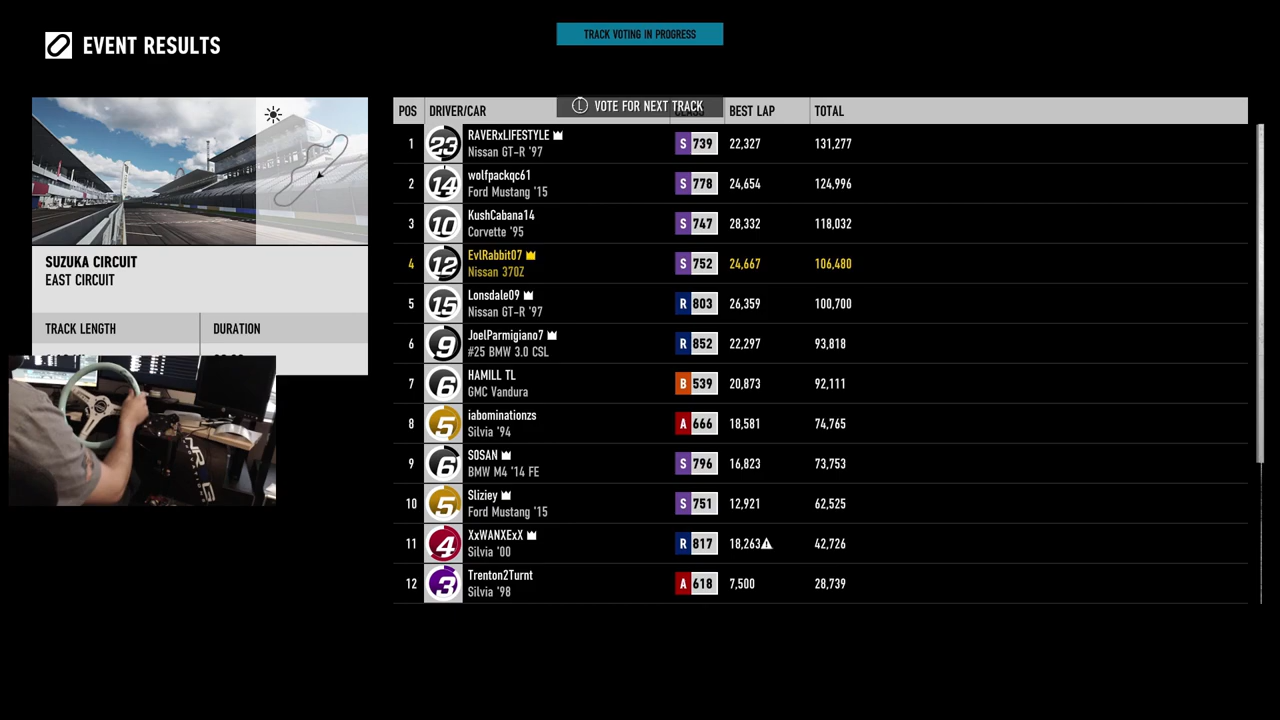 EVENT RESULTS
TRACK VOTING IN PROGRESS
Ⓛ VOTE FOR NEXT TRACK
POS DRIVER/CAR BEST LAP TOTAL
1 23 RAVERxLIFESTYLE S 739 22,327 131,277
Nissan GT-R '97
2 14 wolfpackqc61 S 778 24,654 124,996
Ford Mustang '15
3 10 KushCabana14 S 747 28,332 118,032
Corvette '95
4 12 EvlRabbit07 S 752 24,667 106,480
Nissan 370Z
5 15 Lonsdale09 R 803 26,359 100,700
Nissan GT-R '97
6 9 JoelParmigiano7 R 852 22,297 93,818
#25 BMW 3.0 CSL
7 6 HAMILL TL B 539 20,873 92,111
GMC Vandura
8 5 iabominationzs A 666 18,581 74,765
Silvia '94
9 6 SOSAN S 796 16,823 73,753
BMW M4 '14 FE
10 5 Sliziey S 751 12,921 62,525
Ford Mustang '15
11 4 XxWANXExX R 817 18,263 42,726
Silvia '00
12 3 Trenton2Turnt A 618 7,500 28,739
Silvia '98
SUZUKA CIRCUIT
EAST CIRCUIT
TRACK LENGTH DURATION